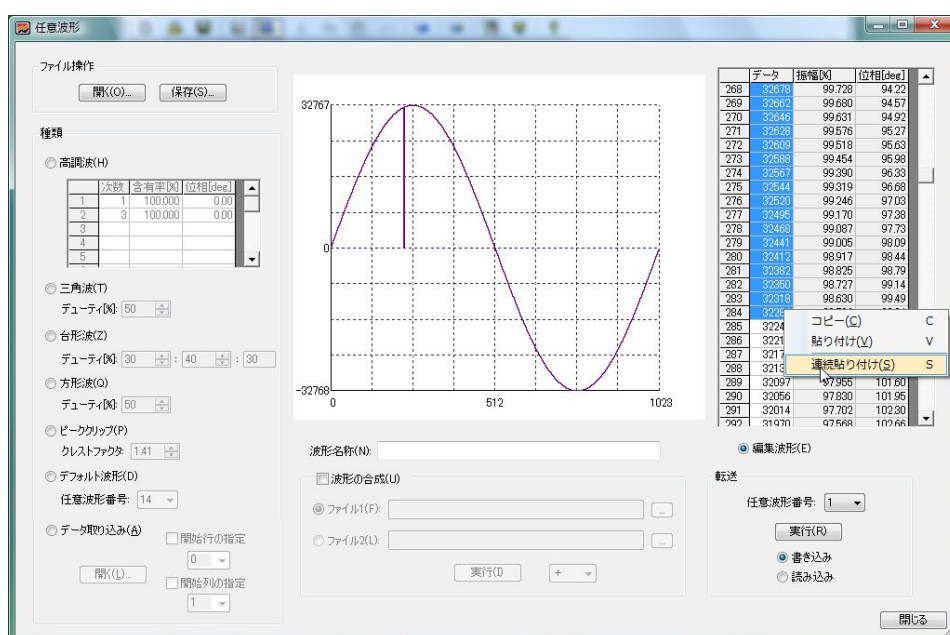 任意波形
ファイル操作
開く(O)...
保存(S)...
種類
高調波(H)
次数 含有率[%] 位相[deg]
1 1 100.000 0.00
2 3 100.000 0.00
3
4
5
三角波(T)
デューティ[%]: 50
台形波(Z)
デューティ[%]: 30 : 40 : 30
方形波(Q)
デューティ[%]: 50
ピーククリップ(P)
クレストファクタ: 1.41
デフォルト波形(D)
任意波形番号: 14
データ取り込み(A)
開始行の指定
0
開く(L)...
開始列の指定
1
32767
0
-32768
0 512 1023
波形名称(N):
波形の合成(U)
ファイル1(F): ...
ファイル2(L): ...
実行(I) +
データ 振幅[%] 位相[deg]
268 32678 99.728 94.22
269 32662 99.680 94.57
270 32646 99.631 94.92
271 32628 99.576 95.27
272 32609 99.518 95.63
273 32588 99.454 95.98
274 32567 99.390 96.33
275 32544 99.319 96.68
276 32520 99.246 97.03
277 32495 99.170 97.38
278 32468 99.087 97.73
279 32441 99.005 98.09
280 32412 98.917 98.44
281 32382 98.825 98.79
282 32350 98.727 99.14
283 32318 98.630 99.49
284
285
286
287
288
289 32097 97.955 101.60
290 32056 97.830 101.95
291 32014 97.702 102.30
292 31970 97.568 102.66
コピー(C) C
貼り付け(V) V
連続貼り付け(S) S
編集波形(E)
転送
任意波形番号: 1
実行(R)
書き込み
読み込み
閉じる